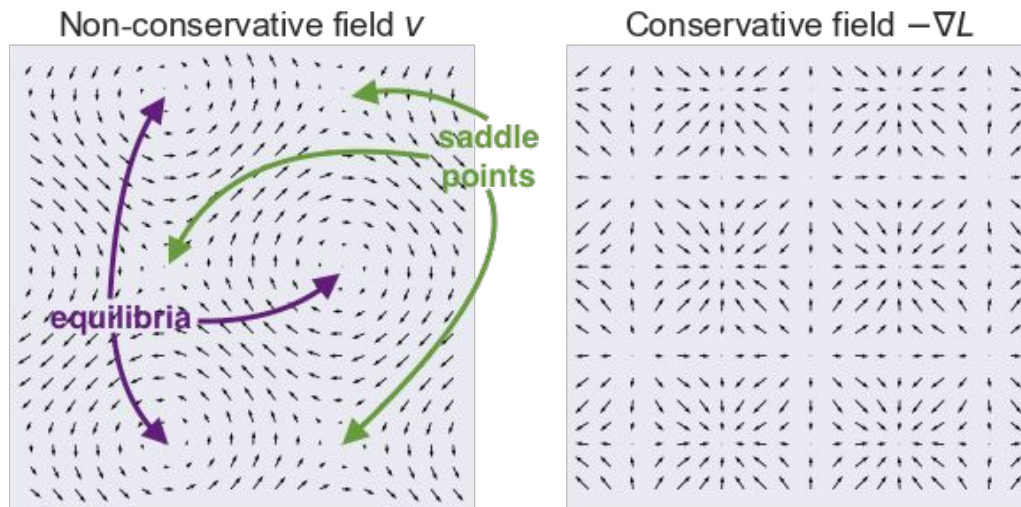 Non-conservative field v
Conservative field −∇L
saddle
points
equilibria